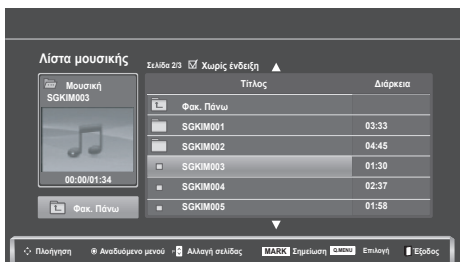 Λίστα μουσικής
Σελίδα 2/3 Χωρίς ένδειξη
Μουσική
SGKIM003
00:00/01:34
Φακ. Πάνω
Τίτλος Διάρκεια
Φακ. Πάνω
SGKIM001 03:33
SGKIM002 04:45
SGKIM003 01:30
SGKIM004 02:37
SGKIM005 01:58
Πλοήγηση Αναδυόμενο μενού Αλλαγή σελίδας MARK Σημείωση Q.MENU Επιλογή Έξοδος